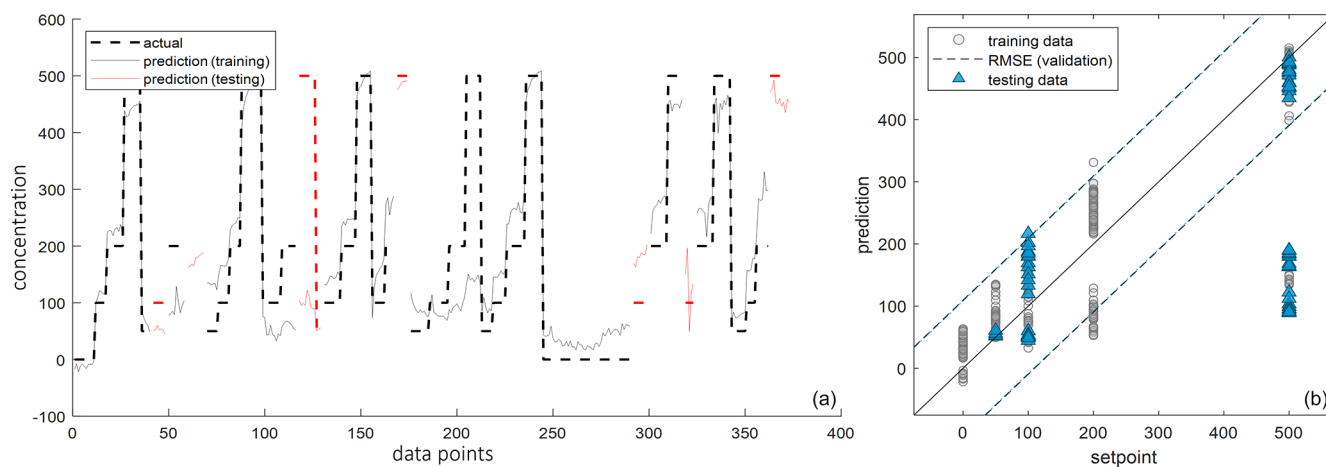 600
500
400
300
200
100
0
-100
concentration
actual
prediction (training)
prediction (testing)
0 50 100 150 200 250 300 350 400
data points
(a)
500
400
300
200
100
0
prediction
training data
RMSE (validation)
testing data
0 100 200 300 400 500
setpoint
(b)